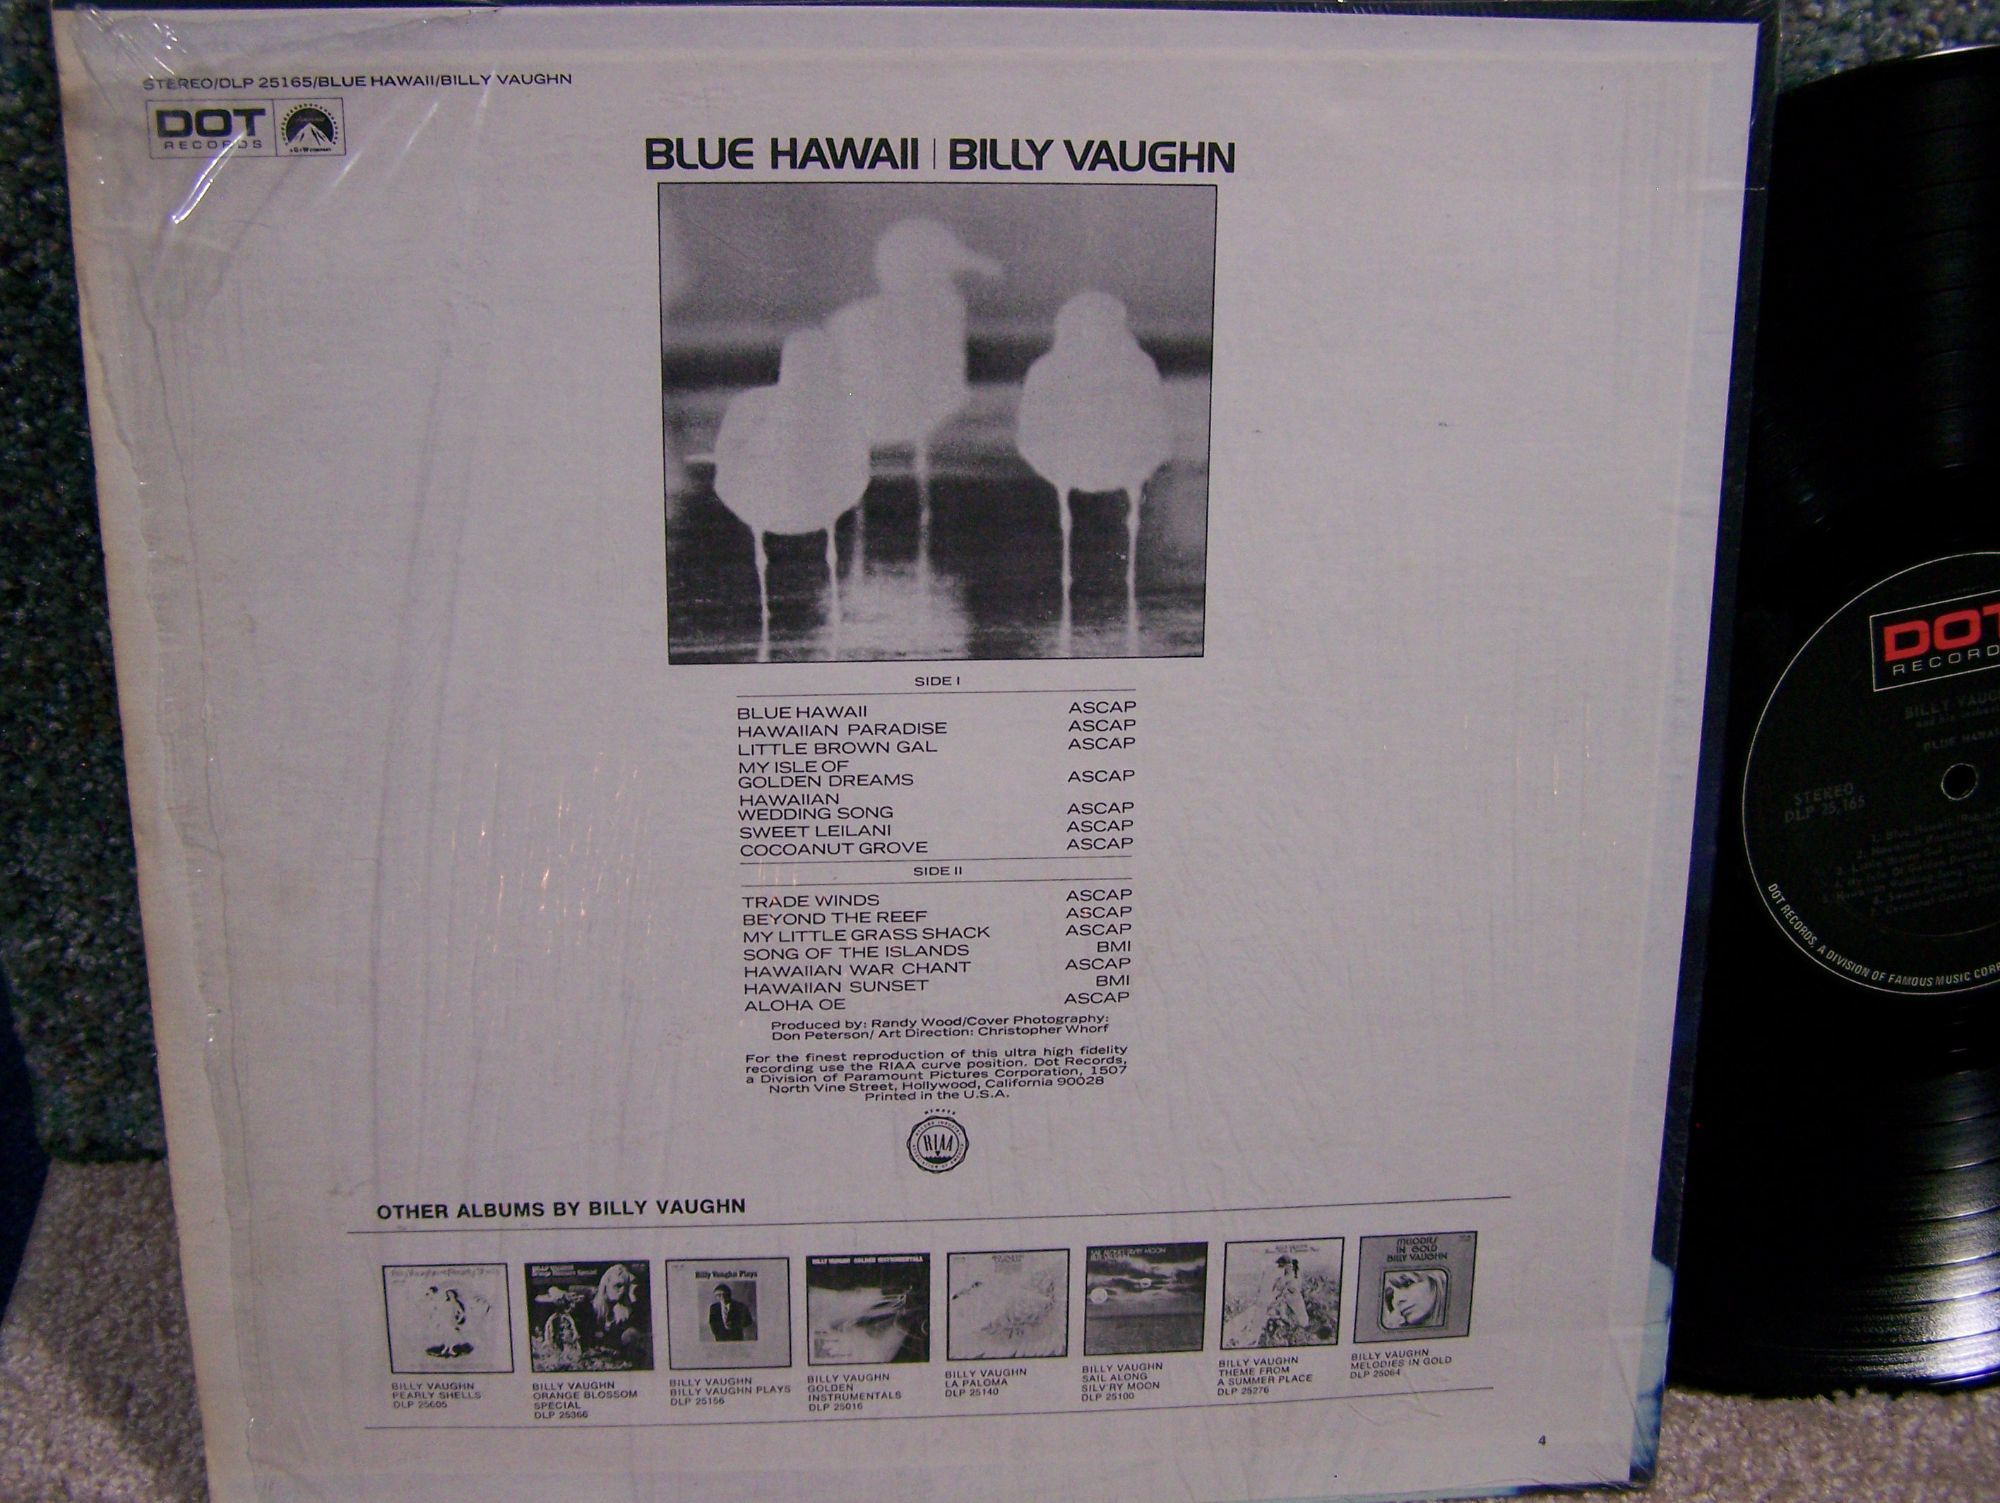 STEREO/DLP 25165/BLUE HAWAII/BILLY VAUGHN
DOT
RECORDS
BLUE HAWAII | BILLY VAUGHN
SIDE I
BLUE HAWAII ASCAP
HAWAIIAN PARADISE ASCAP
LITTLE BROWN GAL ASCAP
MY ISLE OF
GOLDEN DREAMS ASCAP
HAWAIIAN
WEDDING SONG ASCAP
SWEET LEILANI ASCAP
COCOANUT GROVE ASCAP
SIDE II
TRADE WINDS ASCAP
BEYOND THE REEF ASCAP
MY LITTLE GRASS SHACK ASCAP
SONG OF THE ISLANDS BMI
HAWAIIAN WAR CHANT ASCAP
HAWAIIAN SUNSET BMI
ALOHA OE ASCAP
Produced by: Randy Wood/Cover Photography:
Don Peterson/ Art Direction: Christopher Whorf
For the finest reproduction of this ultra high fidelity
recording use the RIAA curve position. Dot Records,
a Division of Paramount Pictures Corporation, 1507
North Vine Street, Hollywood, California 90028
Printed in the U.S.A.
MEMBER
RIAA
OTHER ALBUMS BY BILLY VAUGHN
Billy Vaughn Plays
MELODIES
IN GOLD
BILLY VAUGHN
BILLY VAUGHN
PEARLY SHELLS
DLP 25605
BILLY VAUGHN
ORANGE BLOSSOM
SPECIAL
DLP 25366
BILLY VAUGHN
BILLY VAUGHN PLAYS
DLP 25156
BILLY VAUGHN
GOLDEN
INSTRUMENTALS
DLP 25016
BILLY VAUGHN
LA PALOMA
DLP 25140
BILLY VAUGHN
SAIL ALONG
SILV'RY MOON
DLP 25100
BILLY VAUGHN
THEME FROM
A SUMMER PLACE
DLP 25276
BILLY VAUGHN
MELODIES IN GOLD
DLP 25064
4
DOT
RECORD
BILLY VAUG
BLUE HAWAI
STEREO
DLP 25,165
DOT RECORDS, A DIVISION OF FAMOUS MUSIC CORP